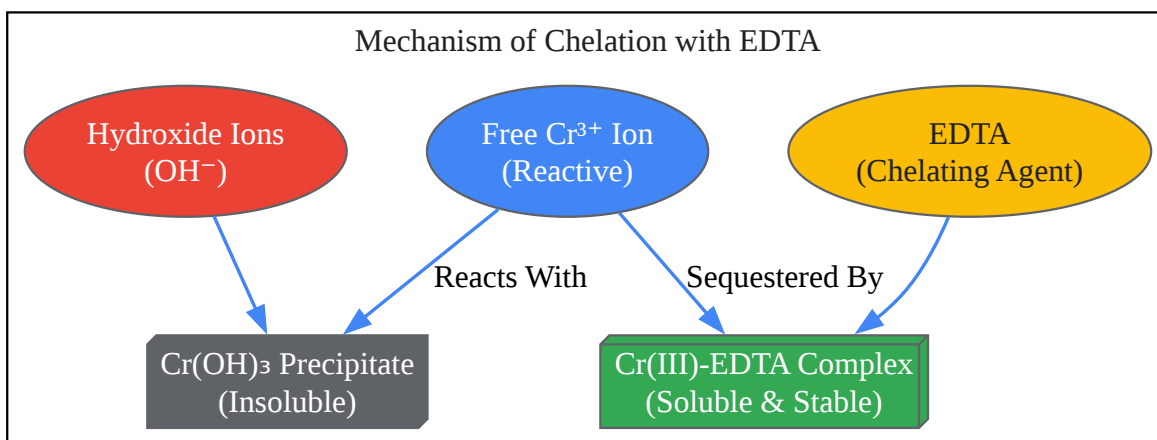 Mechanism of Chelation with EDTA
Hydroxide Ions
(OH⁻)
Free Cr³⁺ Ion
(Reactive)
EDTA
(Chelating Agent)
Reacts With
Sequestered By
Cr(OH)₃ Precipitate
(Insoluble)
Cr(III)-EDTA Complex
(Soluble & Stable)